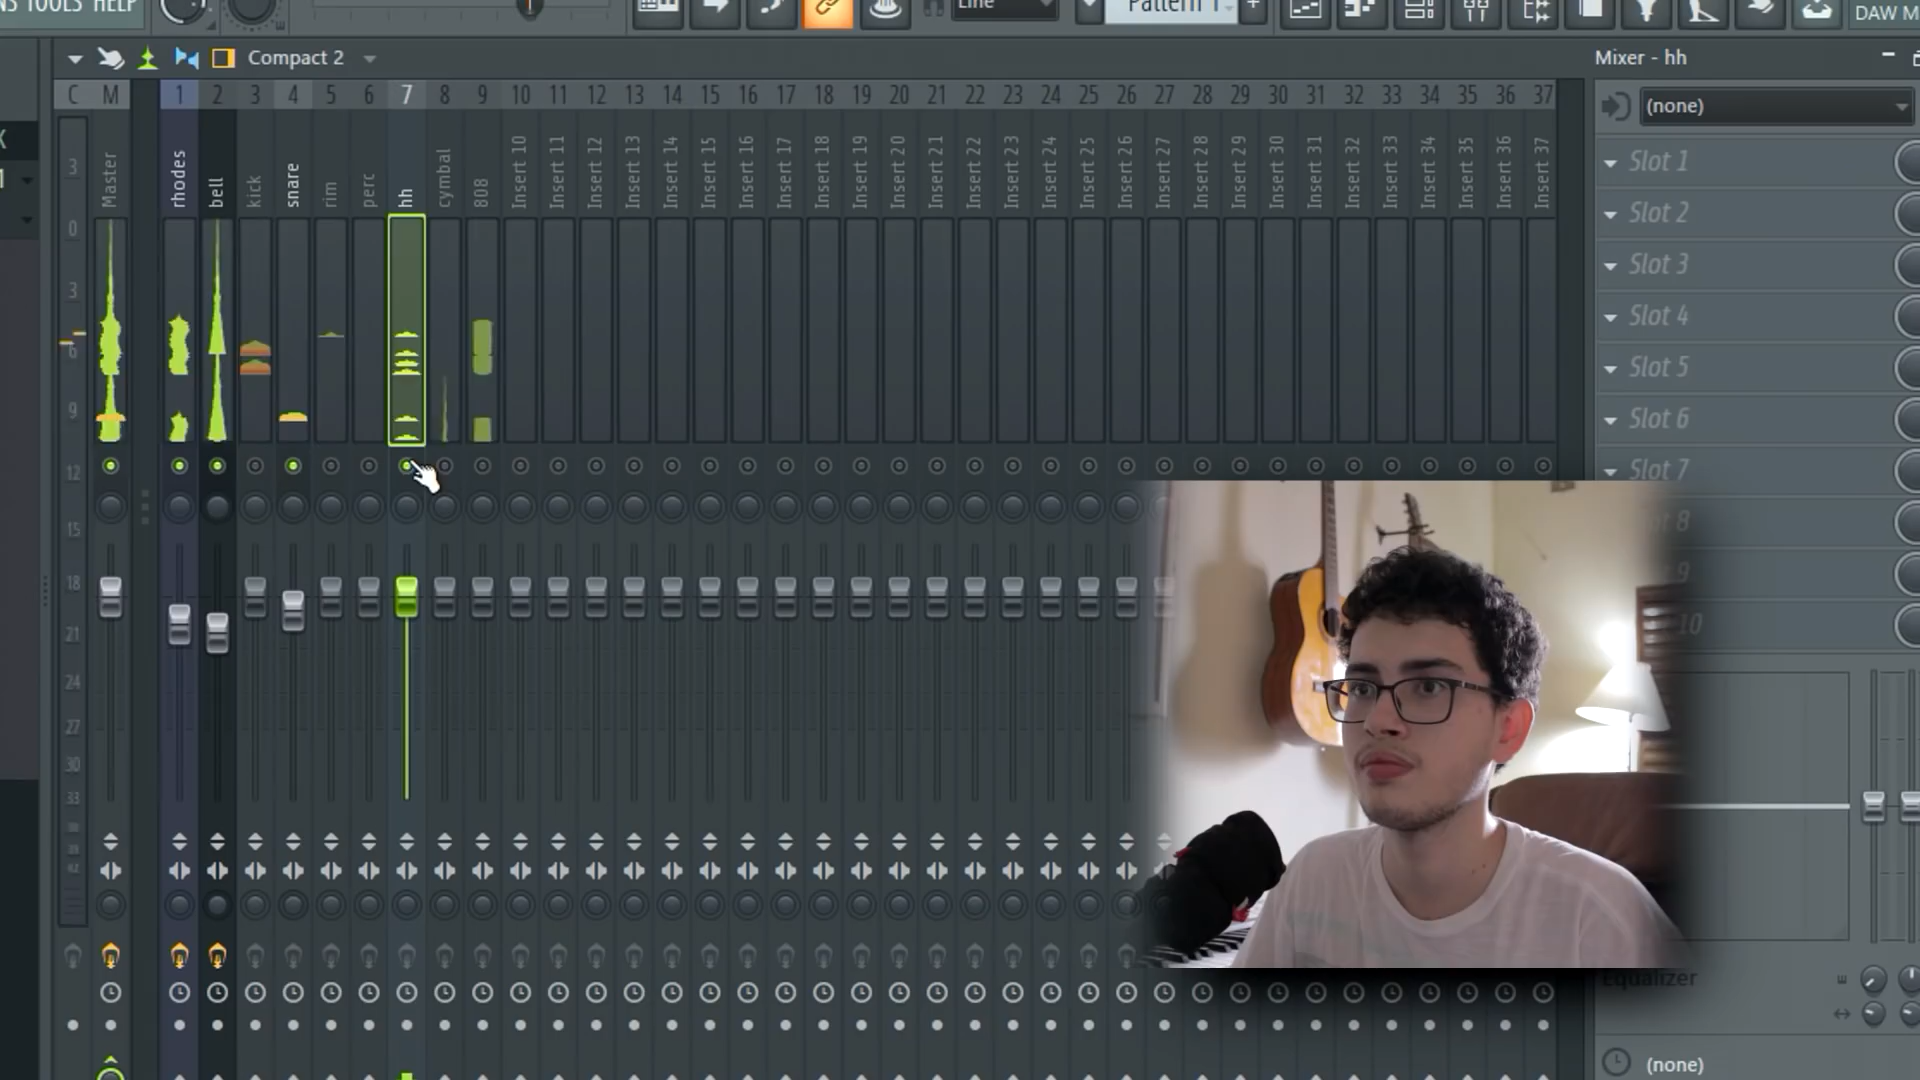 NS TOOLS HELP
Line
Pattern 1
DAW M
Compact 2
Mixer - hh
C M 1 2 3 4 5 6 7 8 9 10 11 12 13 14 15 16 17 18 19 20 21 22 23 24 25 26 27 28 29 30 31 32 33 34 35 36 37
(none)
Master
rhodes
bell
kick
snare
rim
perc
hh
cymbal
808
Insert 10
Insert 11
Insert 12
Insert 13
Insert 14
Insert 15
Insert 16
Insert 17
Insert 18
Insert 19
Insert 20
Insert 21
Insert 22
Insert 23
Insert 24
Insert 25
Insert 26
Insert 27
Insert 28
Insert 29
Insert 30
Insert 31
Insert 32
Insert 33
Insert 34
Insert 35
Insert 36
Insert 37
3
0
3
6
9
12
15
18
21
24
27
30
33
Slot 1
Slot 2
Slot 3
Slot 4
Slot 5
Slot 6
Slot 7
8
9
10
Equalizer
(none)